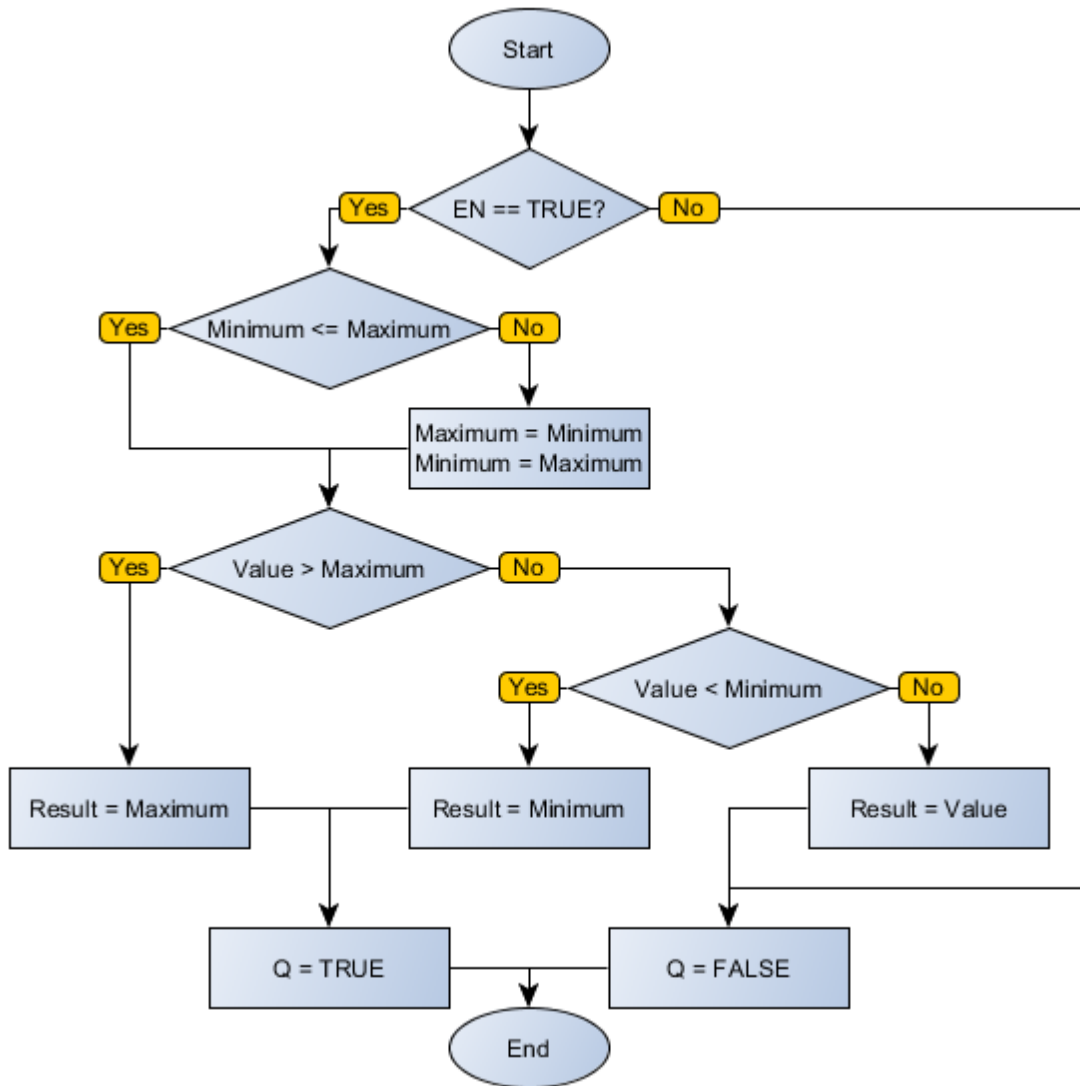 Start
EN == TRUE?
Yes
No
Minimum <= Maximum
Yes
No
Maximum = Minimum
Minimum = Maximum
Value > Maximum
Yes
No
Value < Minimum
Yes
No
Result = Maximum
Result = Minimum
Result = Value
Q = TRUE
Q = FALSE
End